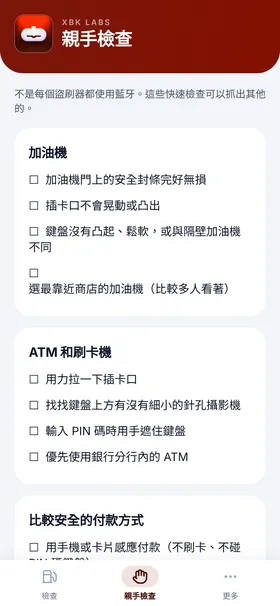 XBK LABS
親手檢查
不是每個盜刷器都使用藍牙。這些快速檢查可以抓出其他
的。
加油機
☐ 加油機門上的安全封條完好無損
☐ 插卡口不會晃動或凸出
☐ 鍵盤沒有凸起、鬆軟，或與隔壁加油機
不同
☐
選最靠近商店的加油機（比較多人看著）
ATM 和刷卡機
☐ 用力拉一下插卡口
☐ 找找鍵盤上方有沒有細小的針孔攝影機
☐ 輸入 PIN 碼時用手遮住鍵盤
☐ 優先使用銀行分行內的 ATM
比較安全的付款方式
☐ 用手機或卡片感應付款（不刷卡、不碰
檢查
親手檢查
更多